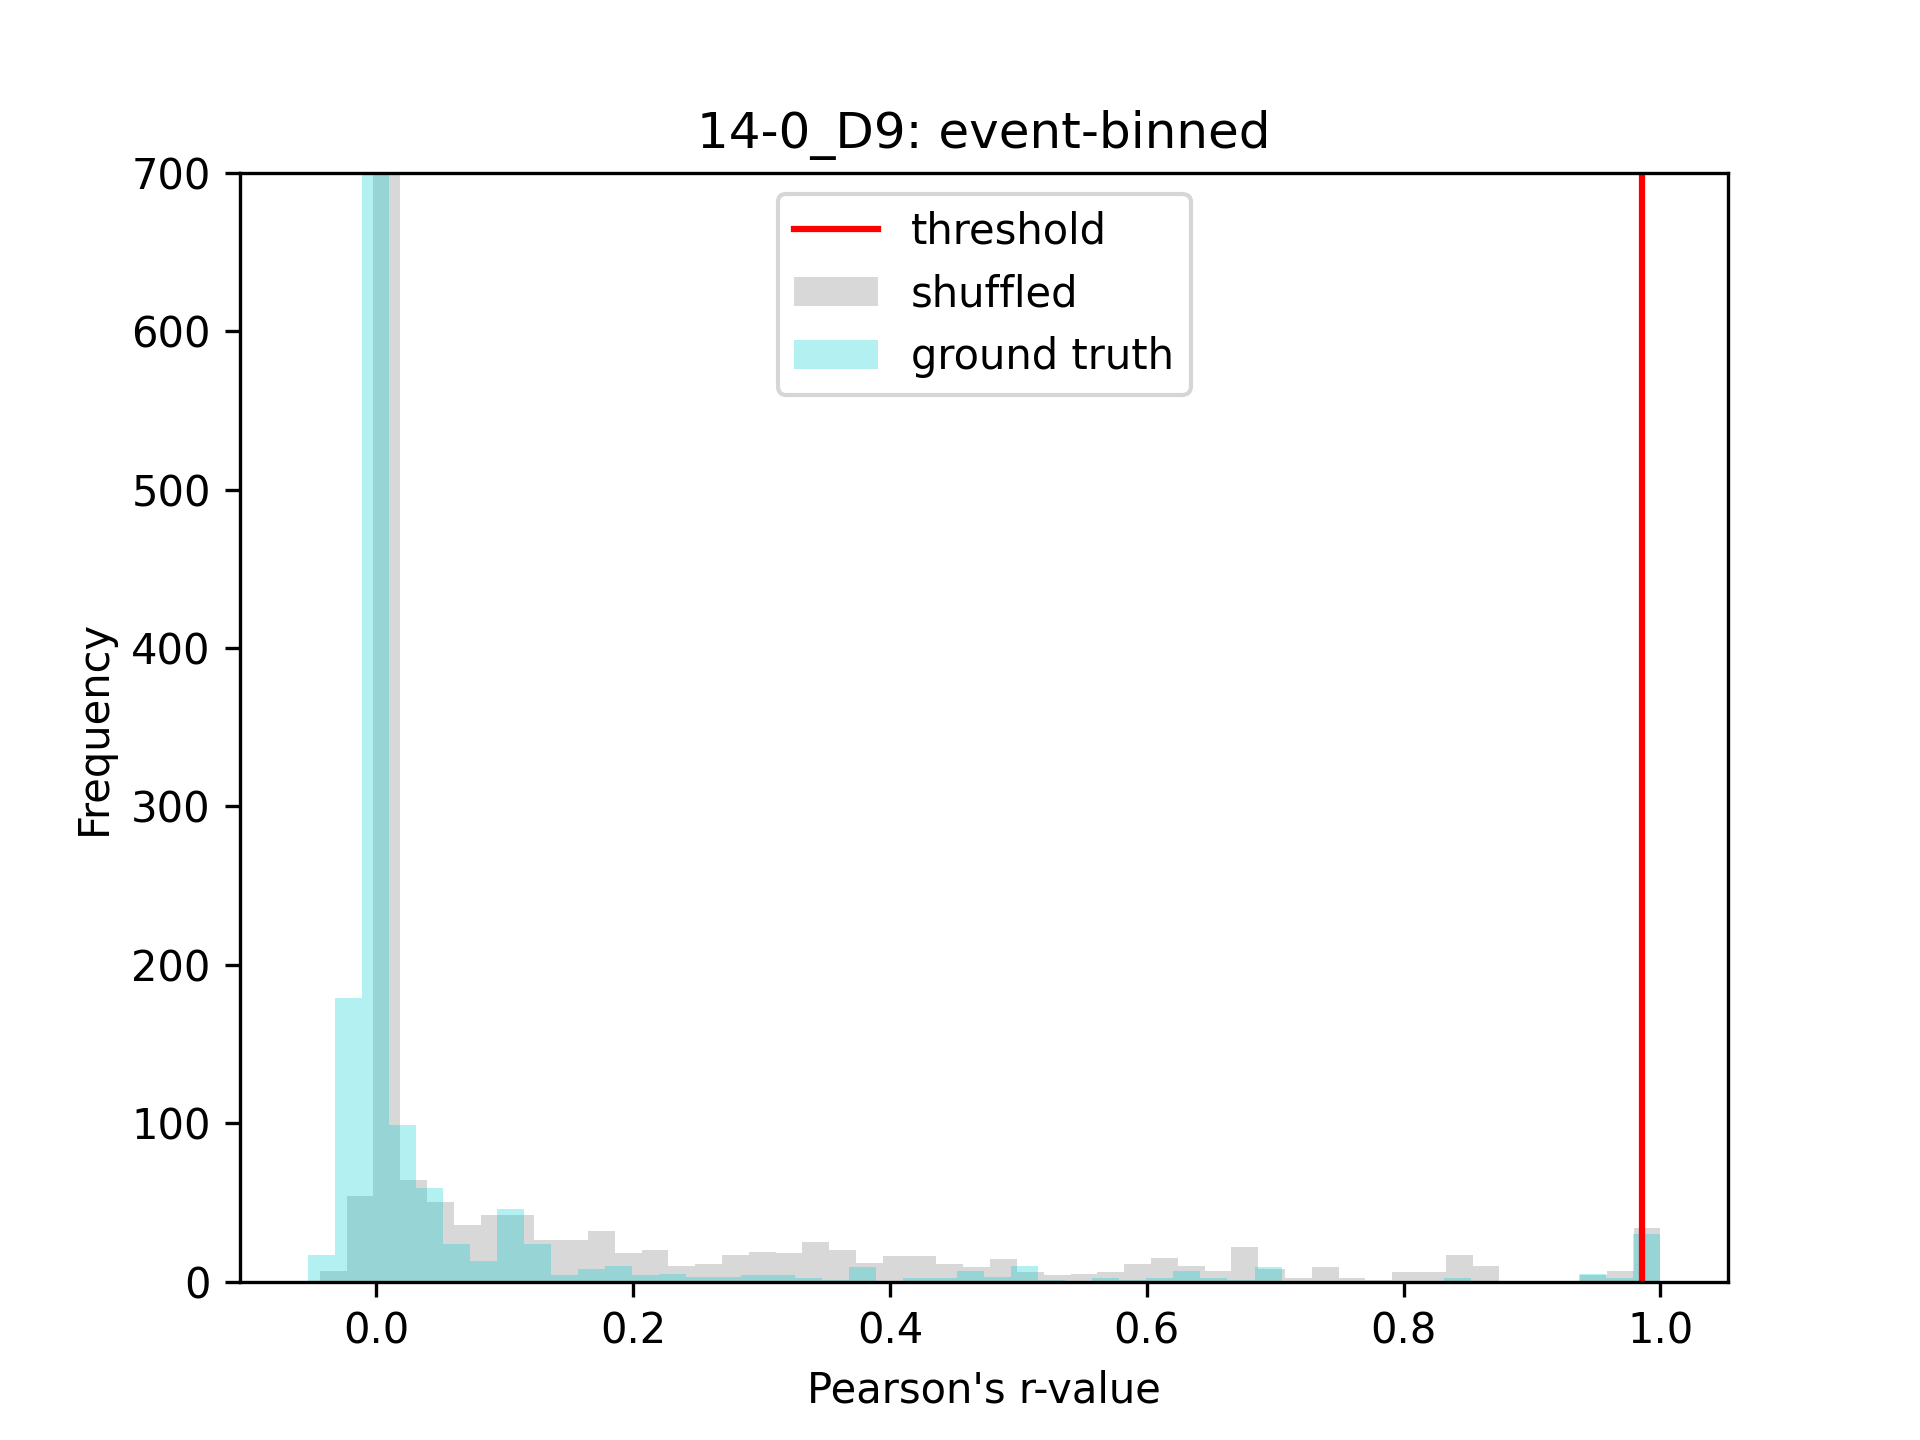 14-0_D9: event-binned
700
600
500
400
300
200
100
0
Frequency
threshold
shuffled
ground truth
0.0 0.2 0.4 0.6 0.8 1.0
Pearson's r-value